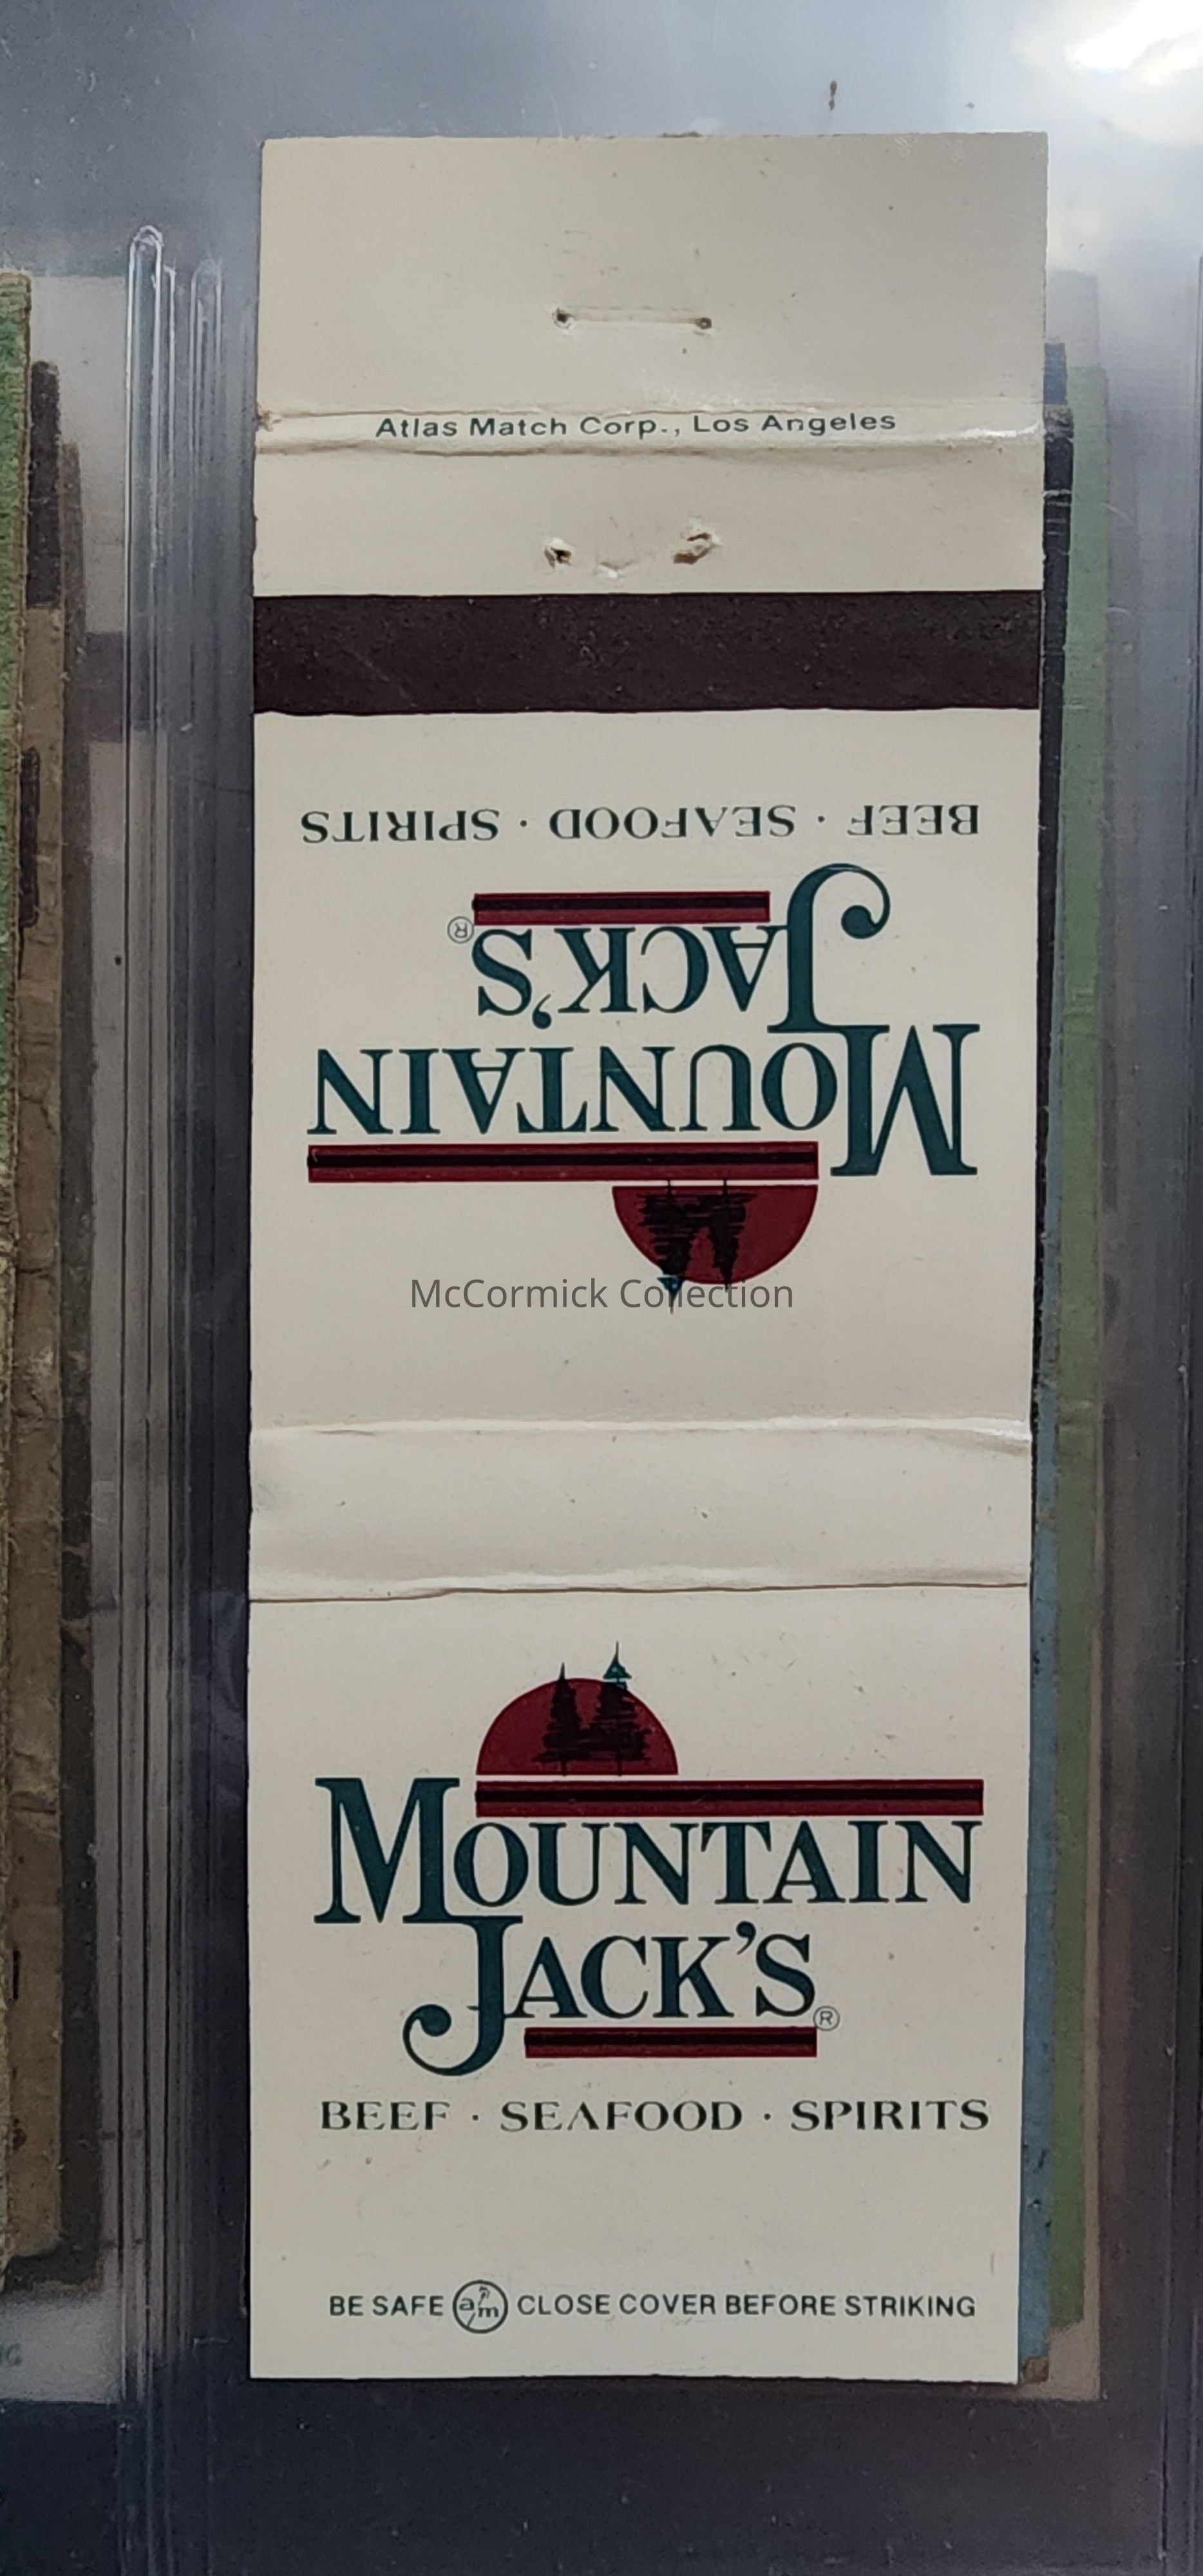 Atlas Match Corp., Los Angeles
BEEF · SEAFOOD · SPIRITS
MOUNTAIN
JACK'S®
McCormick Collection
MOUNTAIN
JACK'S®
BEEF · SEAFOOD · SPIRITS
BE SAFE am CLOSE COVER BEFORE STRIKING